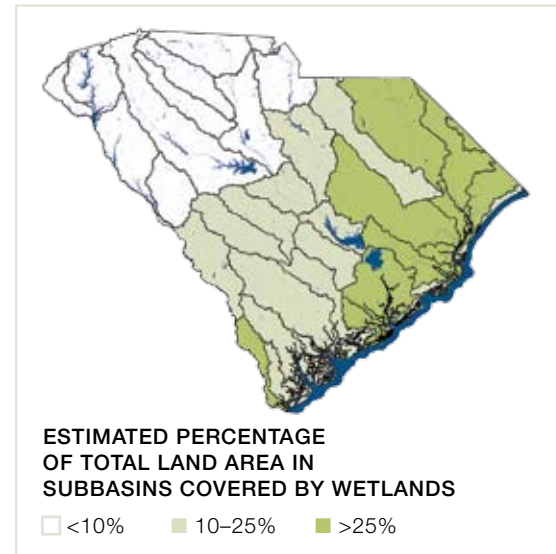 ESTIMATED PERCENTAGE
OF TOTAL LAND AREA IN
SUBBASINS COVERED BY WETLANDS
<10% 10–25% >25%